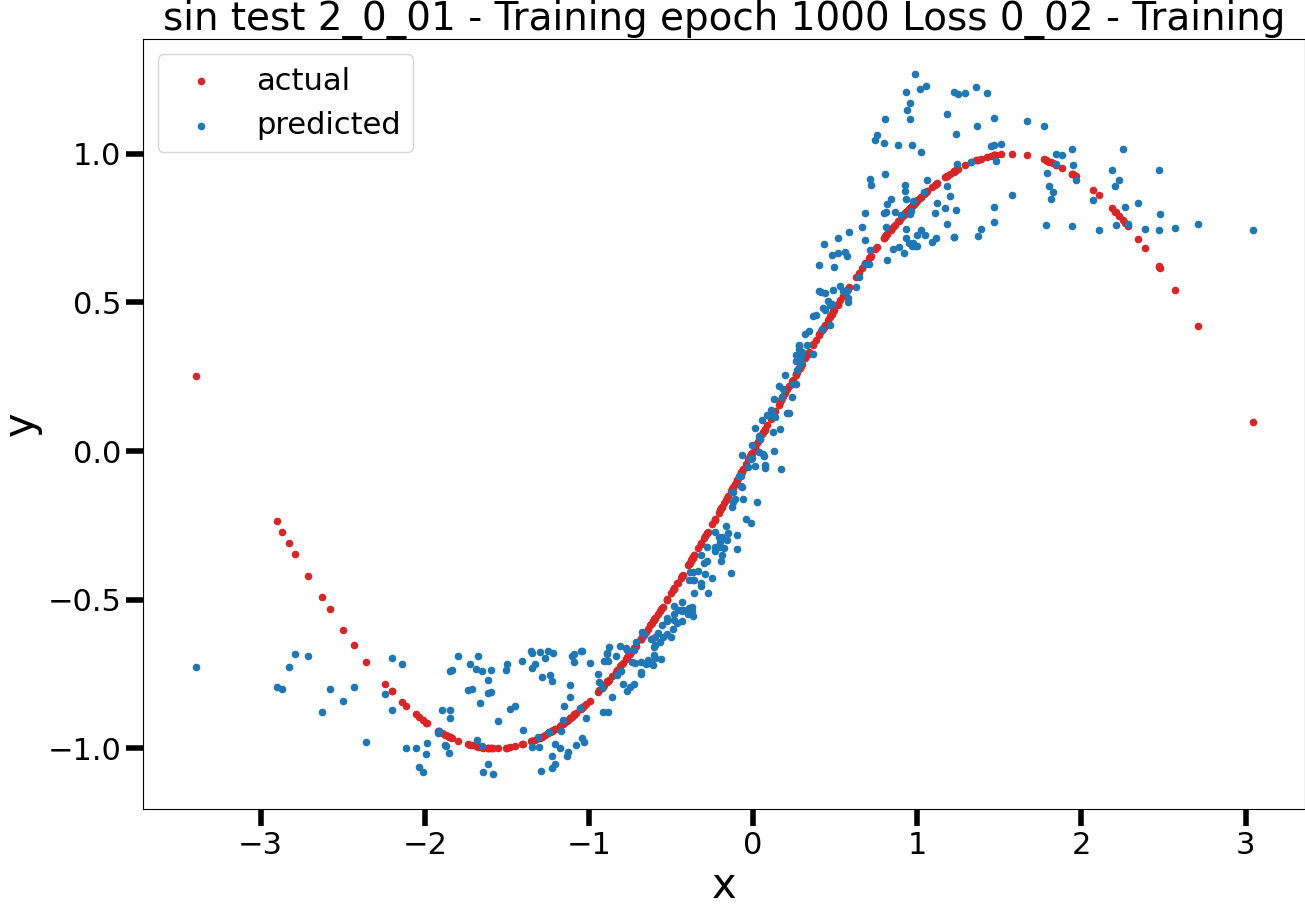 sin test 2_0_01 - Training epoch 1000 Loss 0_02 - Training
actual
predicted
1.0
0.5
0.0
−0.5
−1.0
y
−3 −2 −1 0 1 2 3
x